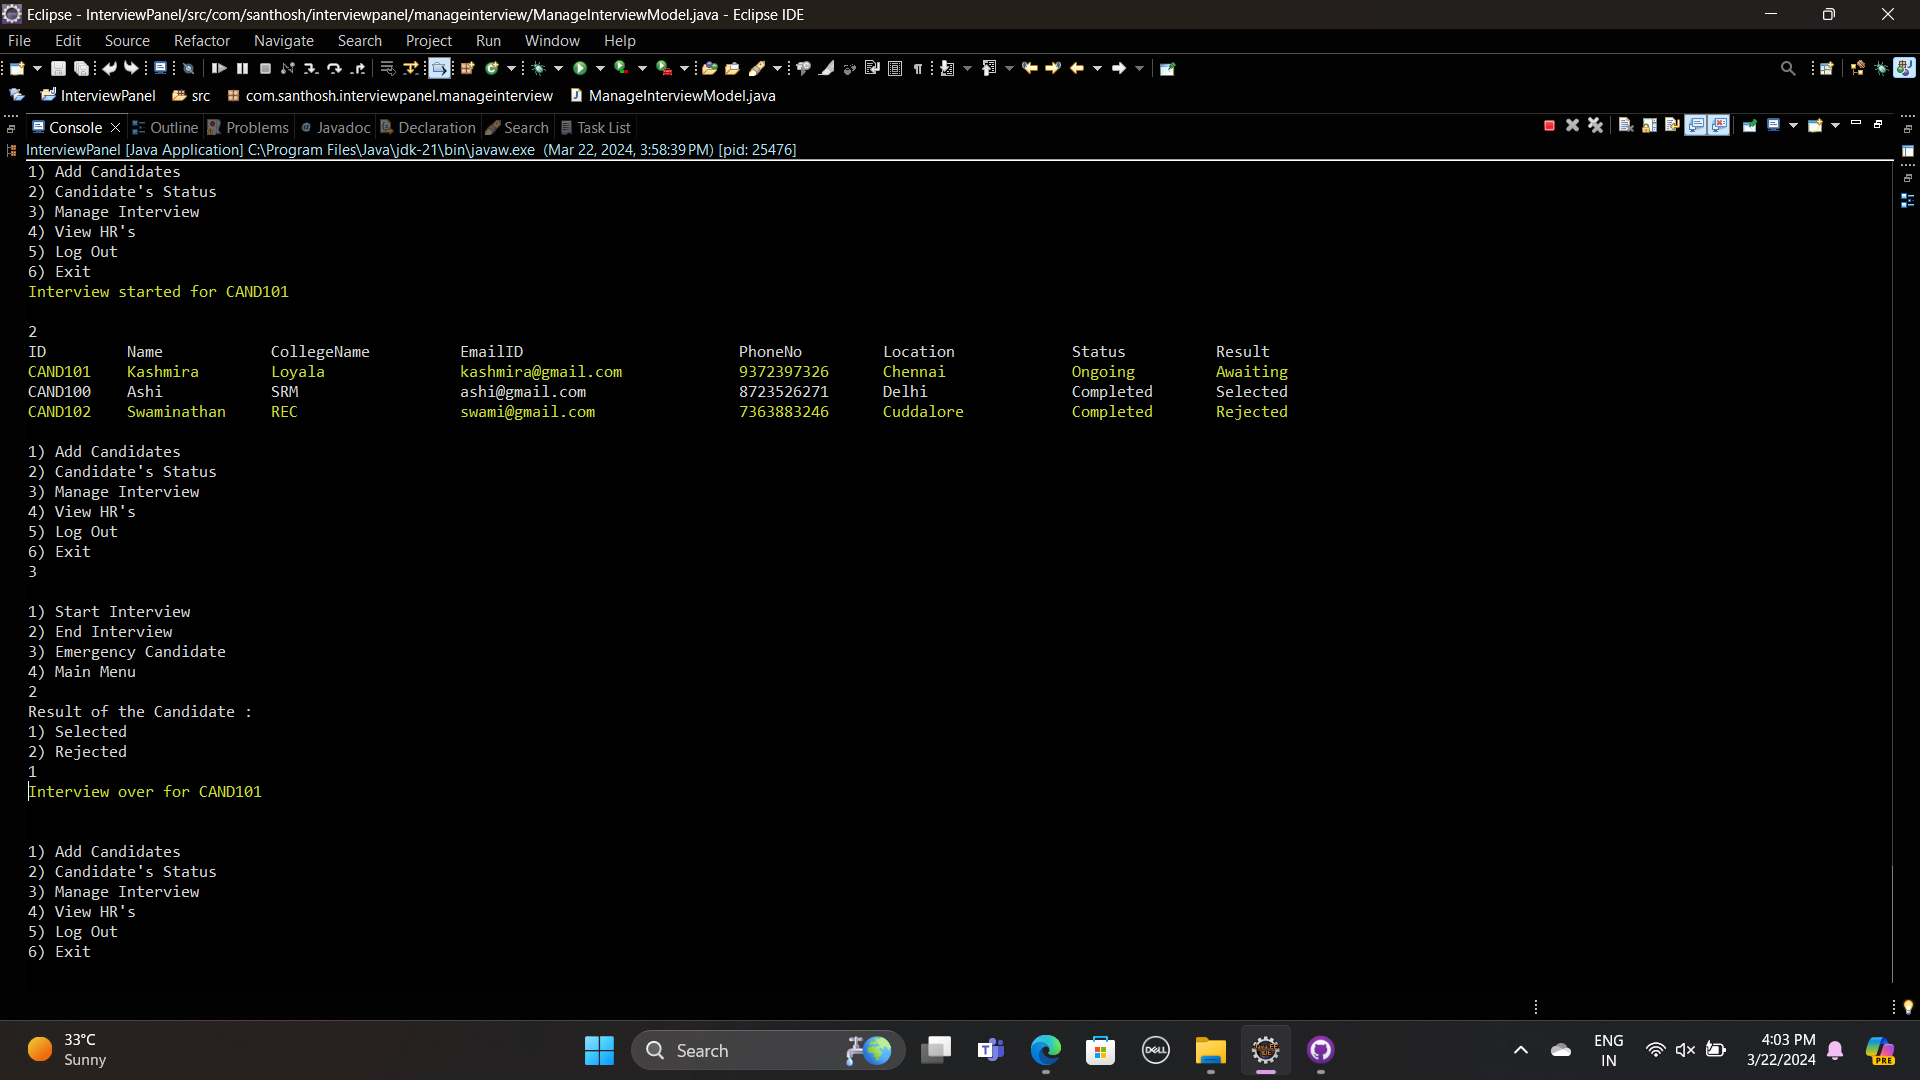 Eclipse - InterviewPanel/src/com/santhosh/interviewpanel/manageinterview/ManageInterviewModel.java - Eclipse IDE
File Edit Source Refactor Navigate Search Project Run Window Help
InterviewPanel src com.santhosh.interviewpanel.manageinterview ManageInterviewModel.java
Console Outline Problems Javadoc Declaration Search Task List
InterviewPanel [Java Application] C:\Program Files\Java\jdk-21\bin\javaw.exe (Mar 22, 2024, 3:58:39 PM) [pid: 25476]
1) Add Candidates
2) Candidate's Status
3) Manage Interview
4) View HR's
5) Log Out
6) Exit
Interview started for CAND101
2
ID Name CollegeName EmailID PhoneNo Location Status Result
CAND101 Kashmira Loyala kashmira@gmail.com 9372397326 Chennai Ongoing Awaiting
CAND100 Ashi SRM ashi@gmail.com 8723526271 Delhi Completed Selected
CAND102 Swaminathan REC swami@gmail.com 7363883246 Cuddalore Completed Rejected
1) Add Candidates
2) Candidate's Status
3) Manage Interview
4) View HR's
5) Log Out
6) Exit
3
1) Start Interview
2) End Interview
3) Emergency Candidate
4) Main Menu
2
Result of the Candidate :
1) Selected
2) Rejected
1
Interview over for CAND101
1) Add Candidates
2) Candidate's Status
3) Manage Interview
4) View HR's
5) Log Out
6) Exit
33°C
Sunny
Search
DELL
IDE
ENG
IN
4:03 PM
3/22/2024
PRE